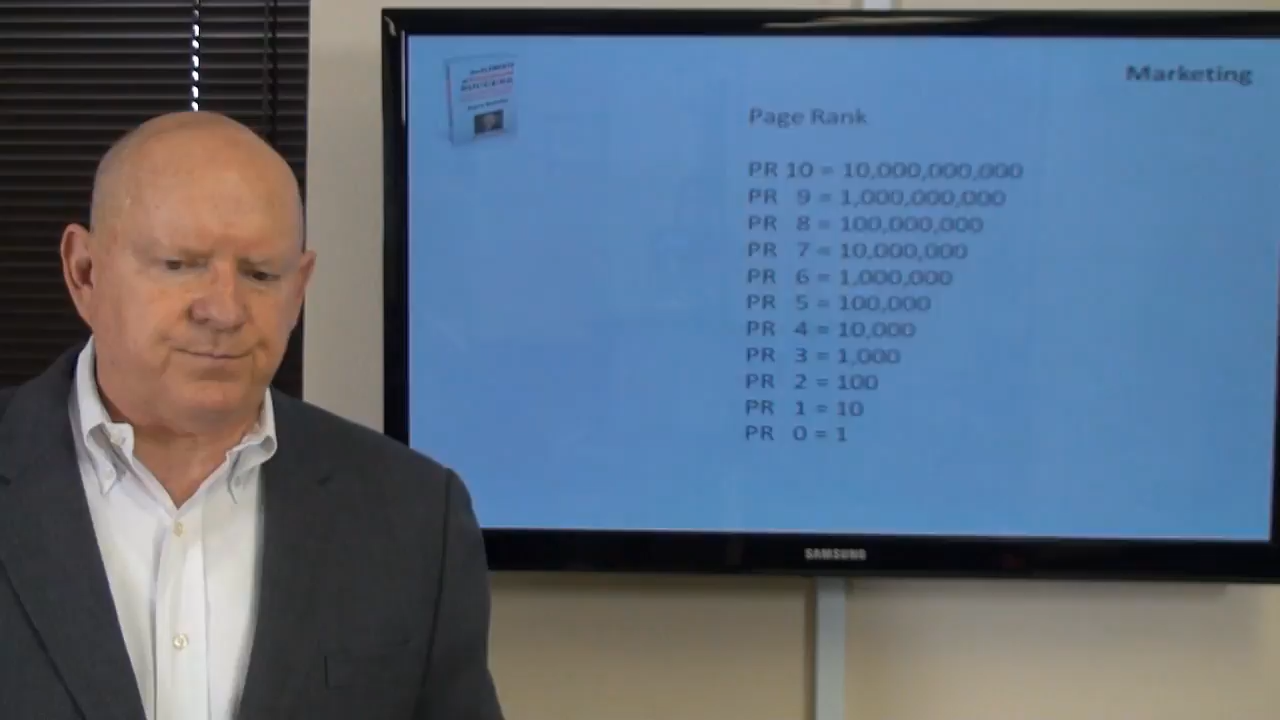 SUCCESS
Marketing
Page Rank
PR 10 = 10,000,000,000
PR 9 = 1,000,000,000
PR 8 = 100,000,000
PR 7 = 10,000,000
PR 6 = 1,000,000
PR 5 = 100,000
PR 4 = 10,000
PR 3 = 1,000
PR 2 = 100
PR 1 = 10
PR 0 = 1
SAMSUNG